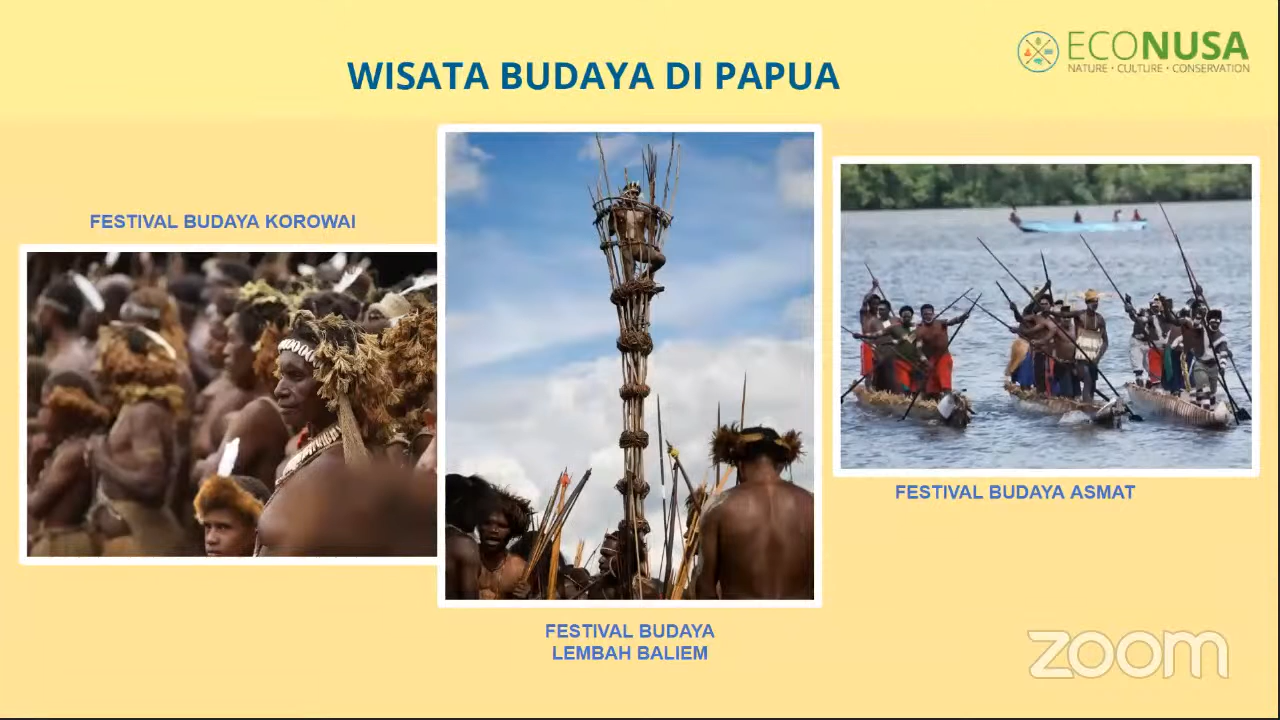 WISATA BUDAYA DI PAPUA
ECONUSA
NATURE • CULTURE • CONSERVATION
FESTIVAL BUDAYA KOROWAI
FESTIVAL BUDAYA ASMAT
FESTIVAL BUDAYA
LEMBAH BALIEM
zoom